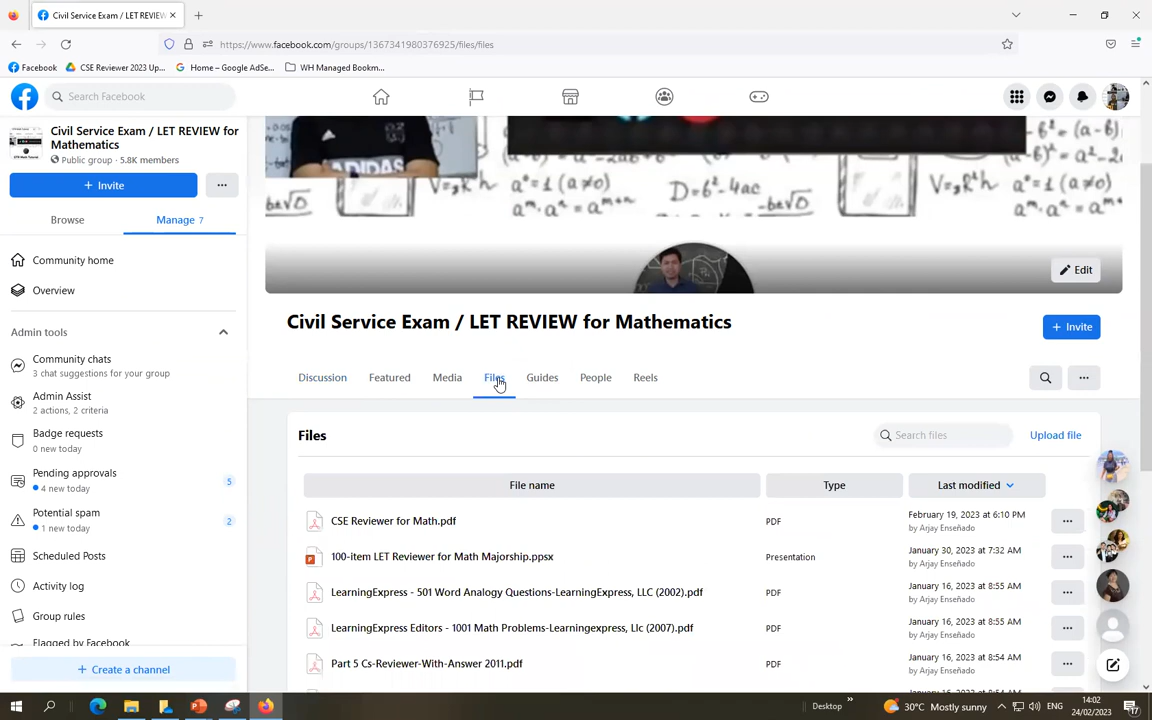 Civil Service Exam / LET REVIEW
https://www.facebook.com/groups/1367341980376925/files/files
Facebook
CSE Reviewer 2023 Up...
Home – Google AdSe...
WH Managed Bookm...
Search Facebook
Civil Service Exam / LET REVIEW for
Mathematics
Public group · 5.8K members
+ Invite
...
Browse
Manage 7
Community home
Overview
Admin tools
Community chats
3 chat suggestions for your group
Admin Assist
2 actions, 2 criteria
Badge requests
0 new today
Pending approvals
4 new today
5
Potential spam
1 new today
2
Scheduled Posts
Activity log
Group rules
Flagged by Facebook
+ Create a channel
ADIDAS
D=b²-4ac
V=⅓πh
a⁰=1 (a≠0)
Edit
Civil Service Exam / LET REVIEW for Mathematics
+ Invite
Discussion
Featured
Media
Files
Guides
People
Reels
...
Files
Search files
Upload file
File name
Type
Last modified
CSE Reviewer for Math.pdf
PDF
February 19, 2023 at 6:10 PM
by Arjay Enseñado
...
100-item LET Reviewer for Math Majorship.ppsx
Presentation
January 30, 2023 at 7:32 AM
by Arjay Enseñado
...
LearningExpress - 501 Word Analogy Questions-LearningExpress, LLC (2002).pdf
PDF
January 16, 2023 at 8:55 AM
by Arjay Enseñado
...
LearningExpress Editors - 1001 Math Problems-Learningexpress, Llc (2007).pdf
PDF
January 16, 2023 at 8:55 AM
by Arjay Enseñado
...
Part 5 Cs-Reviewer-With-Answer 2011.pdf
PDF
January 16, 2023 at 8:54 AM
by Arjay Enseñado
...
Desktop
30°C Mostly sunny
ENG
14:02
24/02/2023
17